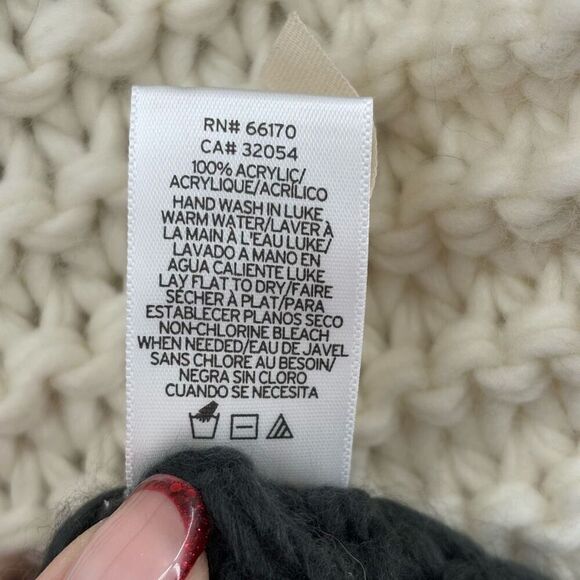 RN# 66170
CA# 32054
100% ACRYLIC/
ACRYLIQUE/ACRÍLICO
HAND WASH IN LUKE
WARM WATER/LAVER À
LA MAIN À L'EAU LUKE/
LAVADO A MANO EN
AGUA CALIENTE LUKE
LAY FLAT TO DRY/FAIRE
SÉCHER À PLAT/PARA
ESTABLECER PLANOS SECO
NON-CHLORINE BLEACH
WHEN NEEDED/EAU DE JAVEL
SANS CHLORE AU BESOIN/
NEGRA SIN CLORO
CUANDO SE NECESITA